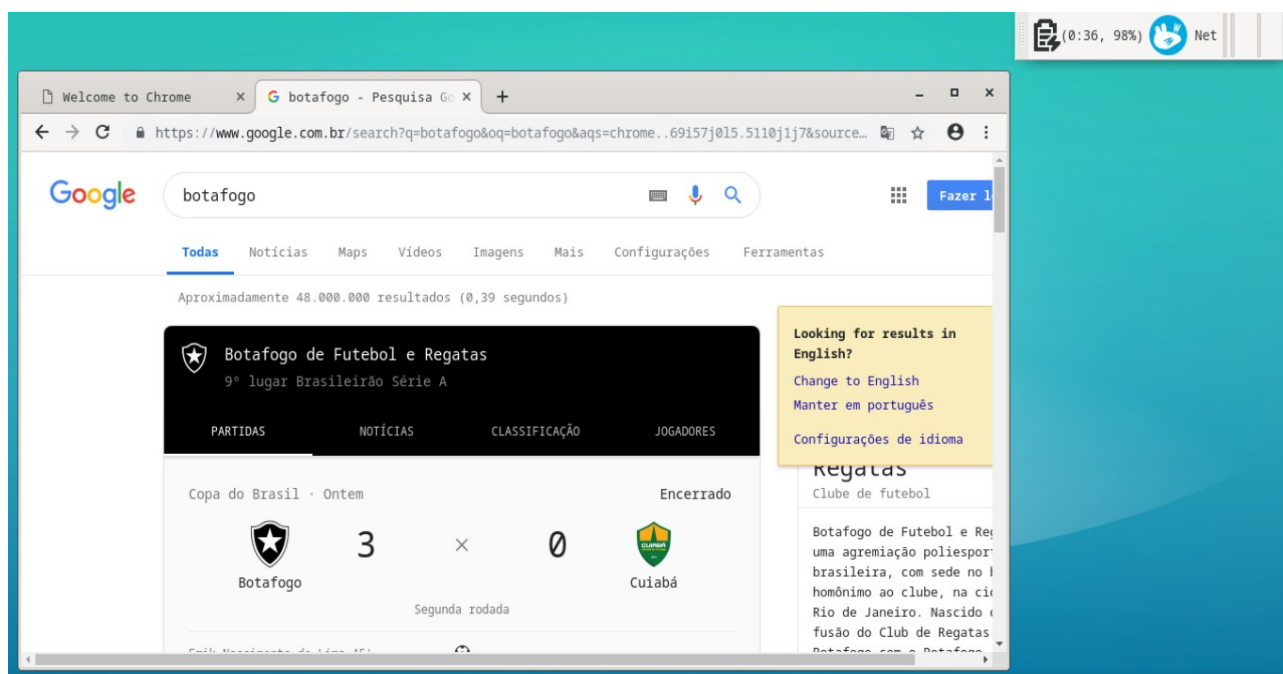 (0:36, 98%) Net
Welcome to Chrome
botafogo - Pesquisa Go
https://www.google.com.br/search?q=botafogo&oq=botafogo&aqs=chrome..69i57j0l5.5110j1j7&source…
Google
botafogo
Fazer l
Todas Notícias Maps Vídeos Imagens Mais Configurações Ferramentas
Aproximadamente 48.000.000 resultados (0,39 segundos)
Botafogo de Futebol e Regatas
9º lugar Brasileirão Série A
PARTIDAS NOTÍCIAS CLASSIFICAÇÃO JOGADORES
Copa do Brasil · Ontem Encerrado
3 × 0
Botafogo Cuiabá
Segunda rodada
Looking for results in
English?
Change to English
Manter em português
Configurações de idioma
Regatas
Clube de futebol
Botafogo de Futebol e Reg
uma agremiação poliespor
brasileira, com sede no
homônimo ao clube, na ci
Rio de Janeiro. Nascido
fusão do Club de Regatas
Botafogo com o Botafogo